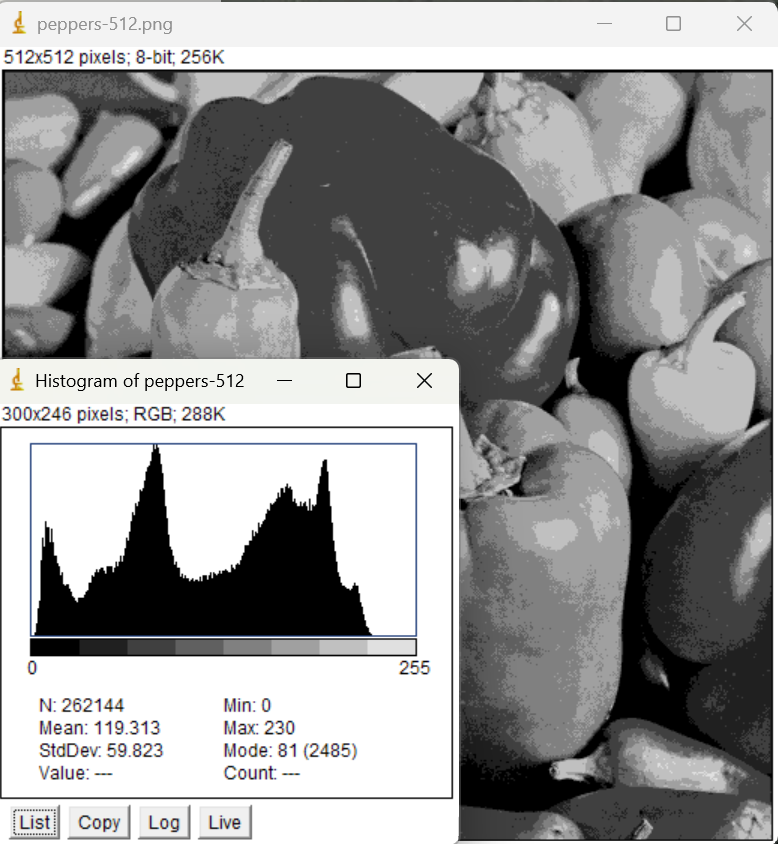 peppers-512.png
512x512 pixels; 8-bit; 256K
Histogram of peppers-512
300x246 pixels; RGB; 288K
0 255
N: 262144 Min: 0
Mean: 119.313 Max: 230
StdDev: 59.823 Mode: 81 (2485)
Value: --- Count: ---
List Copy Log Live